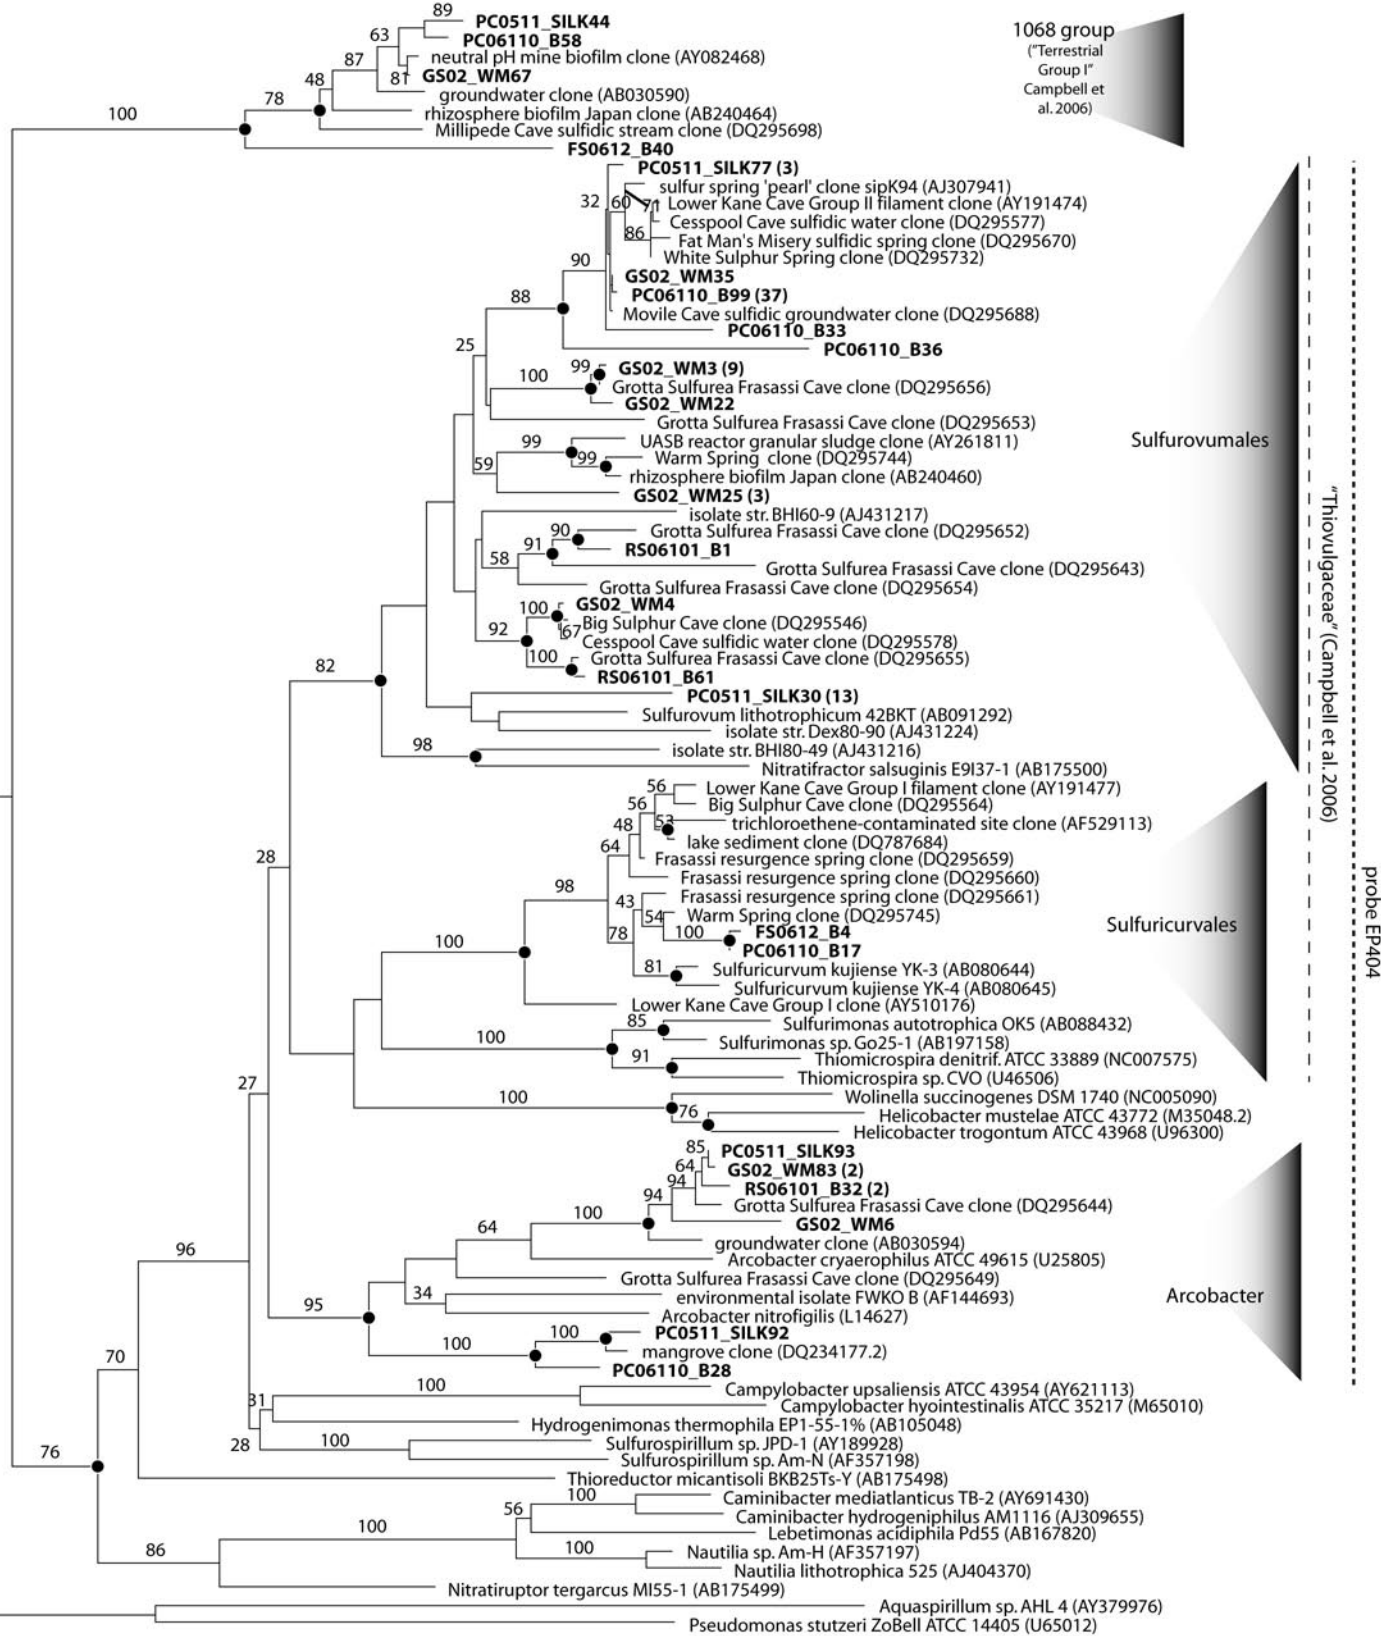 89
PC0511_SILK44
63
PC06110_B58
neutral pH mine biofilm clone (AY082468)
87
81
GS02_WM67
48
groundwater clone (AB030590)
78
rhizosphere biofilm Japan clone (AB240464)
100
Millipede Cave sulfidic stream clone (DQ295698)
FS0612_B40
1068 group
("Terrestrial
Group I"
Campbell et
al. 2006)
PC0511_SILK77 (3)
sulfur spring 'pearl' clone sipK94 (AJ307941)
32
60
71
Lower Kane Cave Group II filament clone (AY191474)
Cesspool Cave sulfidic water clone (DQ295577)
86
Fat Man's Misery sulfidic spring clone (DQ295670)
White Sulphur Spring clone (DQ295732)
90
GS02_WM35
88
PC06110_B99 (37)
Movile Cave sulfidic groundwater clone (DQ295688)
PC06110_B33
25
PC06110_B36
99
GS02_WM3 (9)
100
Grotta Sulfurea Frasassi Cave clone (DQ295656)
GS02_WM22
Grotta Sulfurea Frasassi Cave clone (DQ295653)
99
UASB reactor granular sludge clone (AY261811)
59
99
Warm Spring clone (DQ295744)
rhizosphere biofilm Japan clone (AB240460)
GS02_WM25 (3)
isolate str. BHI60-9 (AJ431217)
90
Grotta Sulfurea Frasassi Cave clone (DQ295652)
91
RS06101_B1
58
Grotta Sulfurea Frasassi Cave clone (DQ295643)
Grotta Sulfurea Frasassi Cave clone (DQ295654)
100
GS02_WM4
92
67
Big Sulphur Cave clone (DQ295546)
Cesspool Cave sulfidic water clone (DQ295578)
100
Grotta Sulfurea Frasassi Cave clone (DQ295655)
82
RS06101_B61
PC0511_SILK30 (13)
Sulfurovum lithotrophicum 42BKT (AB091292)
isolate str. Dex80-90 (AJ431224)
98
isolate str. BHI80-49 (AJ431216)
Nitratifractor salsuginis E9I37-1 (AB175500)
Sulfurovumales
"Thiovulgaceae" (Campbell et al. 2006)
probe EP404
56
Lower Kane Cave Group I filament clone (AY191477)
56
Big Sulphur Cave clone (DQ295564)
48
53
trichloroethene-contaminated site clone (AF529113)
64
lake sediment clone (DQ787684)
28
Frasassi resurgence spring clone (DQ295659)
Frasassi resurgence spring clone (DQ295660)
98
43
Frasassi resurgence spring clone (DQ295661)
54
Warm Spring clone (DQ295745)
78
100
FS0612_B4
100
PC06110_B17
81
Sulfuricurvum kujiense YK-3 (AB080644)
Sulfuricurvum kujiense YK-4 (AB080645)
Lower Kane Cave Group I clone (AY510176)
Sulfuricurvales
85
Sulfurimonas autotrophica OK5 (AB088432)
100
Sulfurimonas sp. Go25-1 (AB197158)
91
Thiomicrospira denitrif. ATCC 33889 (NC007575)
Thiomicrospira sp. CVO (U46506)
27
100
Wolinella succinogenes DSM 1740 (NC005090)
76
Helicobacter mustelae ATCC 43772 (M35048.2)
Helicobacter trogontum ATCC 43968 (U96300)
85
PC0511_SILK93
64
GS02_WM83 (2)
94
RS06101_B32 (2)
94
Grotta Sulfurea Frasassi Cave clone (DQ295644)
100
GS02_WM6
64
groundwater clone (AB030594)
96
Arcobacter cryaerophilus ATCC 49615 (U25805)
Grotta Sulfurea Frasassi Cave clone (DQ295649)
34
environmental isolate FWKO B (AF144693)
95
Arcobacter nitrofigilis (L14627)
100
PC0511_SILK92
100
mangrove clone (DQ234177.2)
PC06110_B28
Arcobacter
70
100
Campylobacter upsaliensis ATCC 43954 (AY621113)
31
Campylobacter hyointestinalis ATCC 35217 (M65010)
Hydrogenimonas thermophila EP1-55-1% (AB105048)
28
100
Sulfurospirillum sp. JPD-1 (AY189928)
76
Sulfurospirillum sp. Am-N (AF357198)
Thioreductor micantisoli BKB25Ts-Y (AB175498)
100
Caminibacter mediatlanticus TB-2 (AY691430)
56
Caminibacter hydrogeniphilus AM1116 (AJ309655)
100
Lebetimonas acidiphila Pd55 (AB167820)
86
100
Nautilia sp. Am-H (AF357197)
Nautilia lithotrophica 525 (AJ404370)
Nitratiruptor tergarcus MI55-1 (AB175499)
Aquaspirillum sp. AHL 4 (AY379976)
Pseudomonas stutzeri ZoBell ATCC 14405 (U65012)